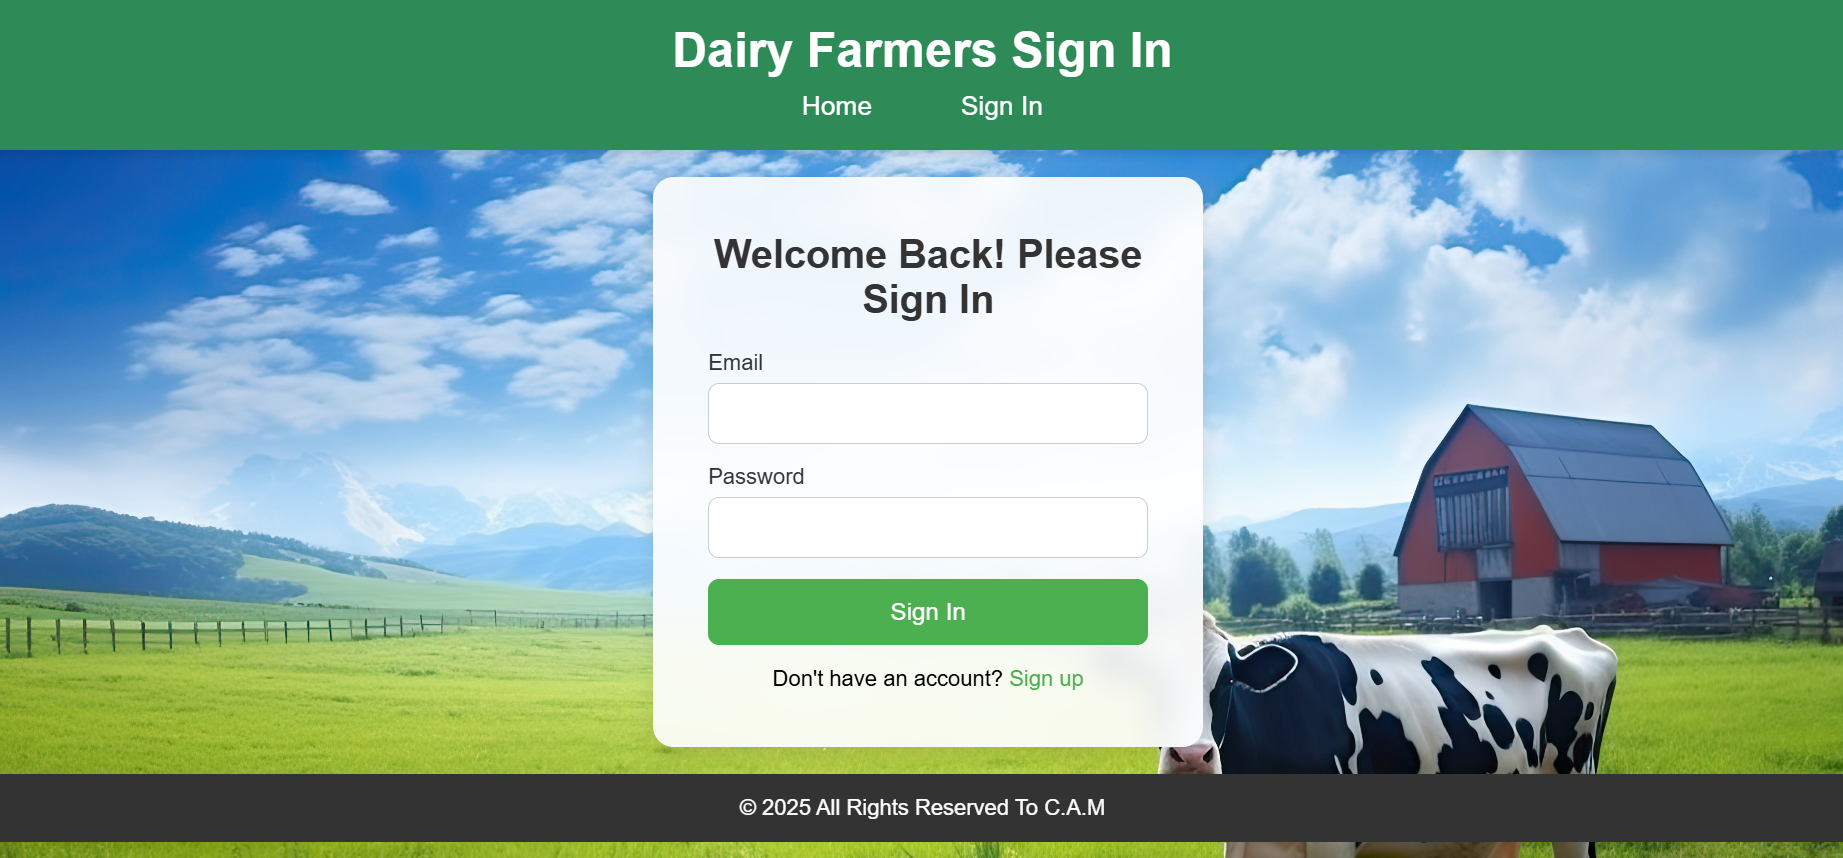 Dairy Farmers Sign In
Home Sign In
Welcome Back! Please
Sign In
Email
Password
Sign In
Don't have an account? Sign up
© 2025 All Rights Reserved To C.A.M